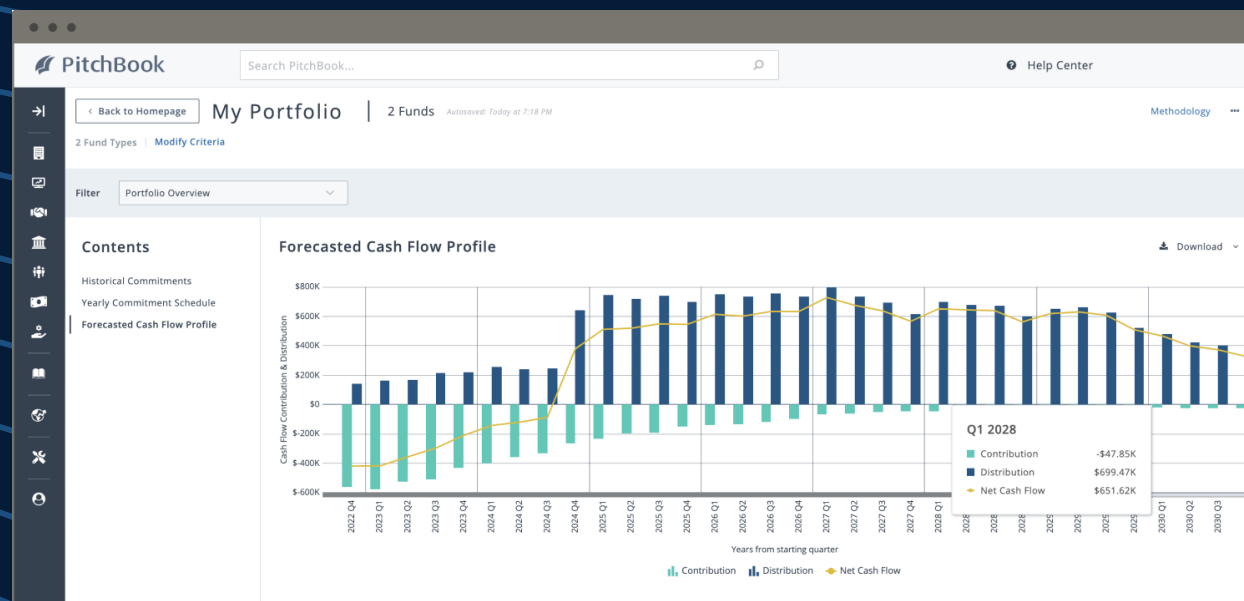 PitchBook
Search PitchBook...
Help Center
Back to Homepage
My Portfolio
2 Funds
Autosaved: Today at 7:18 PM
Methodology
2 Fund Types
Modify Criteria
Filter
Portfolio Overview
Contents
Historical Commitments
Yearly Commitment Schedule
Forecasted Cash Flow Profile
Forecasted Cash Flow Profile
Download
Cash Flow Contribution & Distribution
$800K
$600K
$400K
$200K
$0
$-200K
$-400K
$-600K
2022 Q4
2023 Q1
2023 Q2
2023 Q3
2023 Q4
2024 Q1
2024 Q2
2024 Q3
2024 Q4
2025 Q1
2025 Q2
2025 Q3
2025 Q4
2026 Q1
2026 Q2
2026 Q3
2026 Q4
2027 Q1
2027 Q2
2027 Q3
2027 Q4
2028 Q1
2030 Q1
2030 Q2
2030 Q3
Q1 2028
Contribution -$47.85K
Distribution $699.47K
Net Cash Flow $651.62K
Years from starting quarter
Contribution Distribution Net Cash Flow